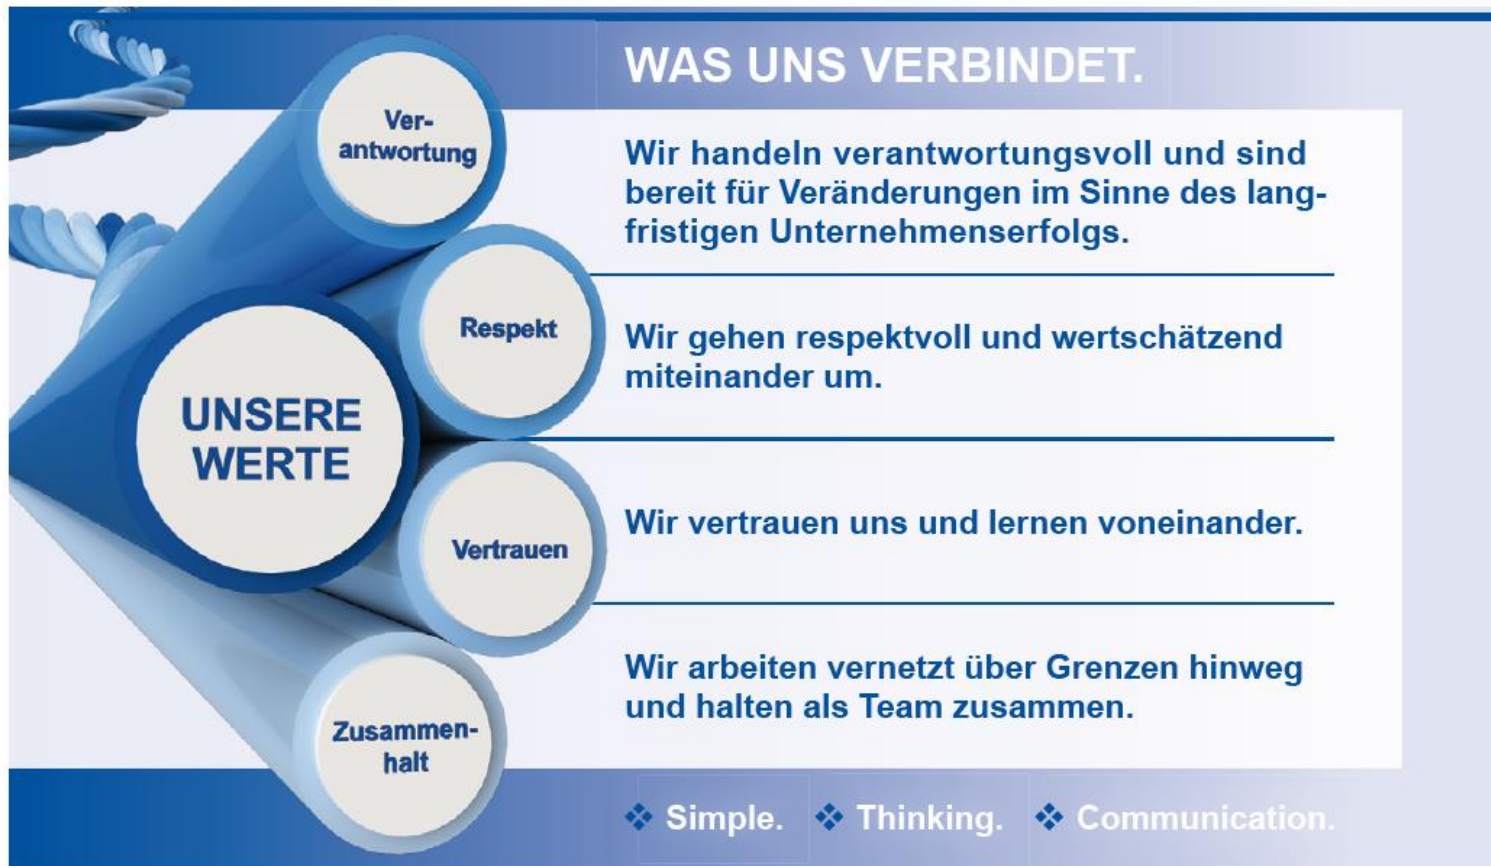 WAS UNS VERBINDET.
UNSERE
WERTE
Ver-
antwortung
Wir handeln verantwortungsvoll und sind
bereit für Veränderungen im Sinne des lang-
fristigen Unternehmenserfolgs.
Respekt
Wir gehen respektvoll und wertschätzend
miteinander um.
Vertrauen
Wir vertrauen uns und lernen voneinander.
Zusammen-
halt
Wir arbeiten vernetzt über Grenzen hinweg
und halten als Team zusammen.
❖ Simple. ❖ Thinking. ❖ Communication.